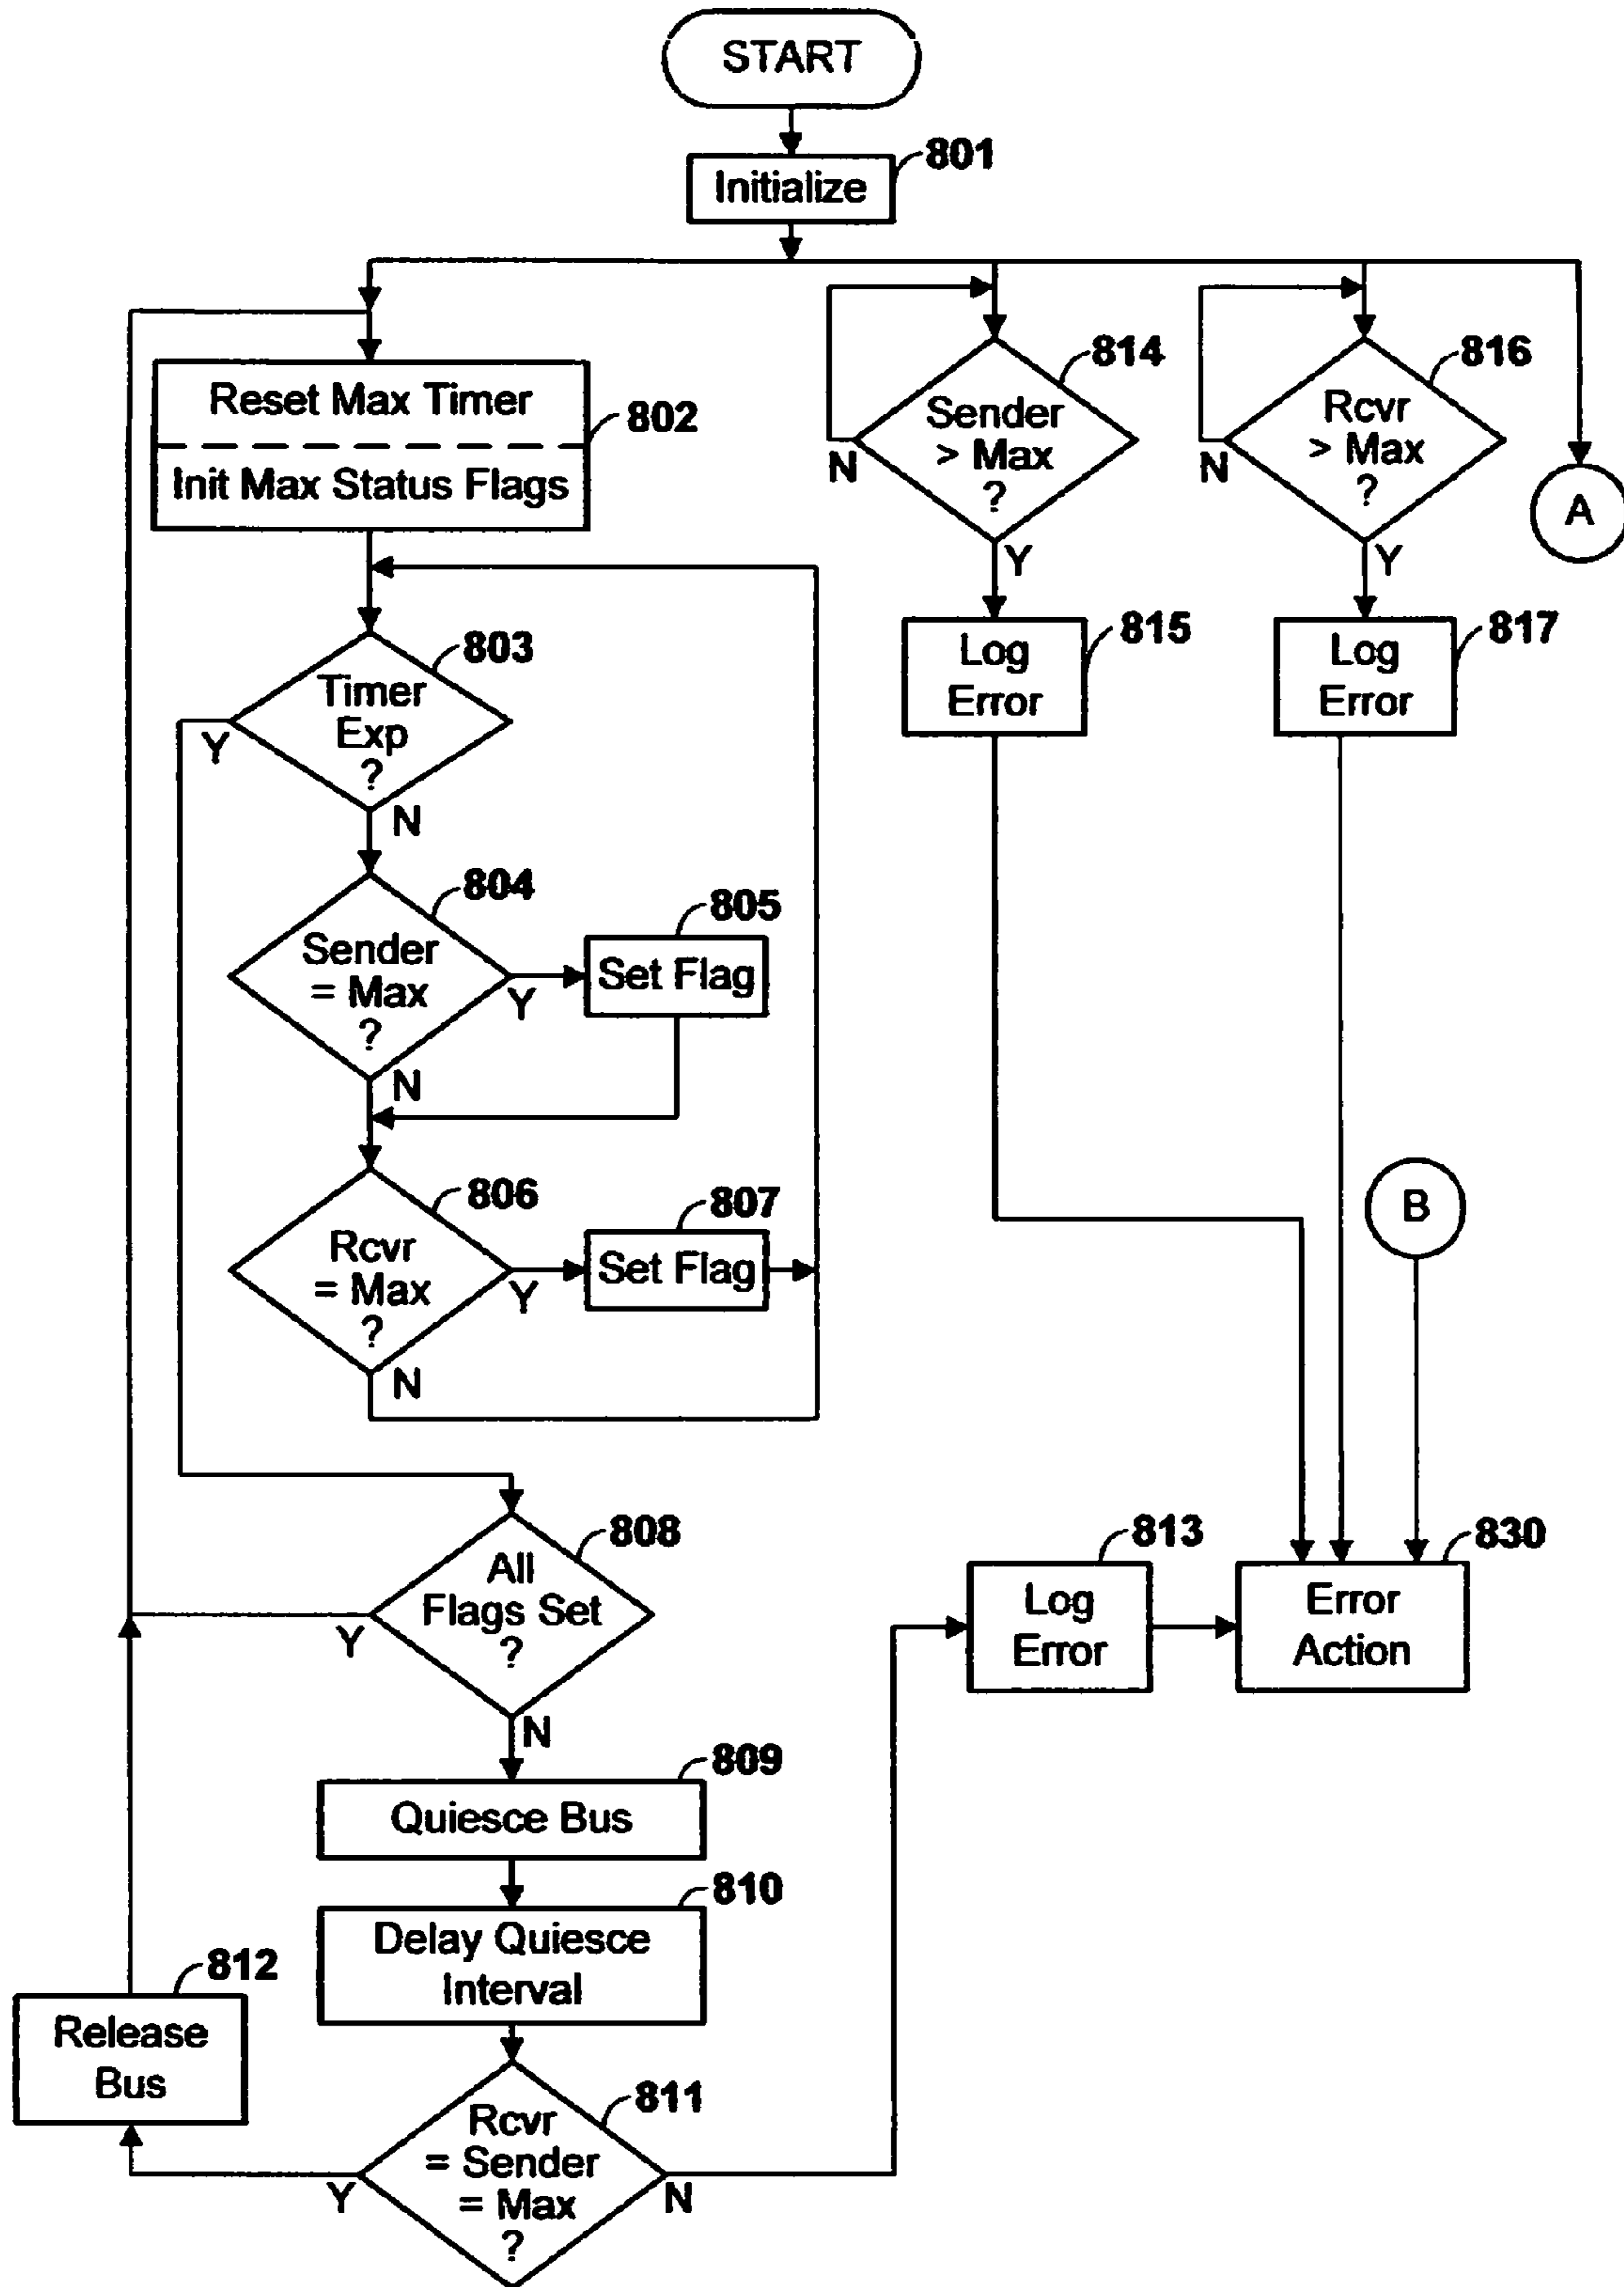 START
801
Initialize
814
816
Reset Max Timer
802
Init Max Status Flags
Sender
> Max
?
N
Y
Rcvr
> Max
?
N
Y
A
803
Timer
Exp
?
Y
N
815
Log
Error
817
Log
Error
804
Sender
= Max
?
Y
N
805
Set Flag
806
Rcvr
= Max
?
Y
N
807
Set Flag
B
808
All
Flags Set
?
Y
N
813
Log
Error
830
Error
Action
809
Quiesce Bus
810
Delay Quiesce
Interval
812
Release
Bus
811
Rcvr
= Sender
= Max
?
Y
N